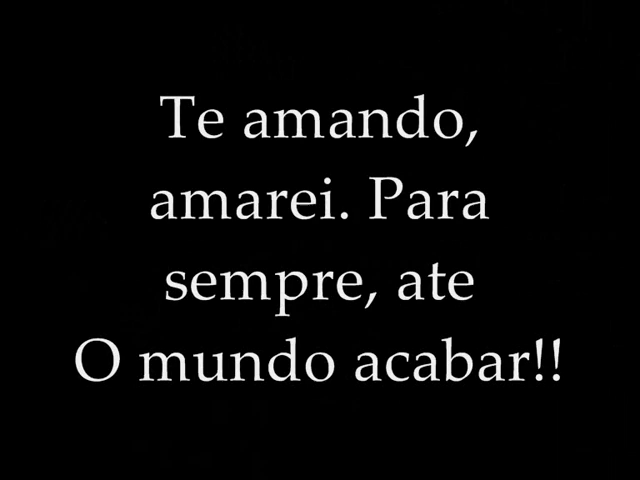 Te amando,
amarei. Para
sempre, ate
O mundo acabar!!